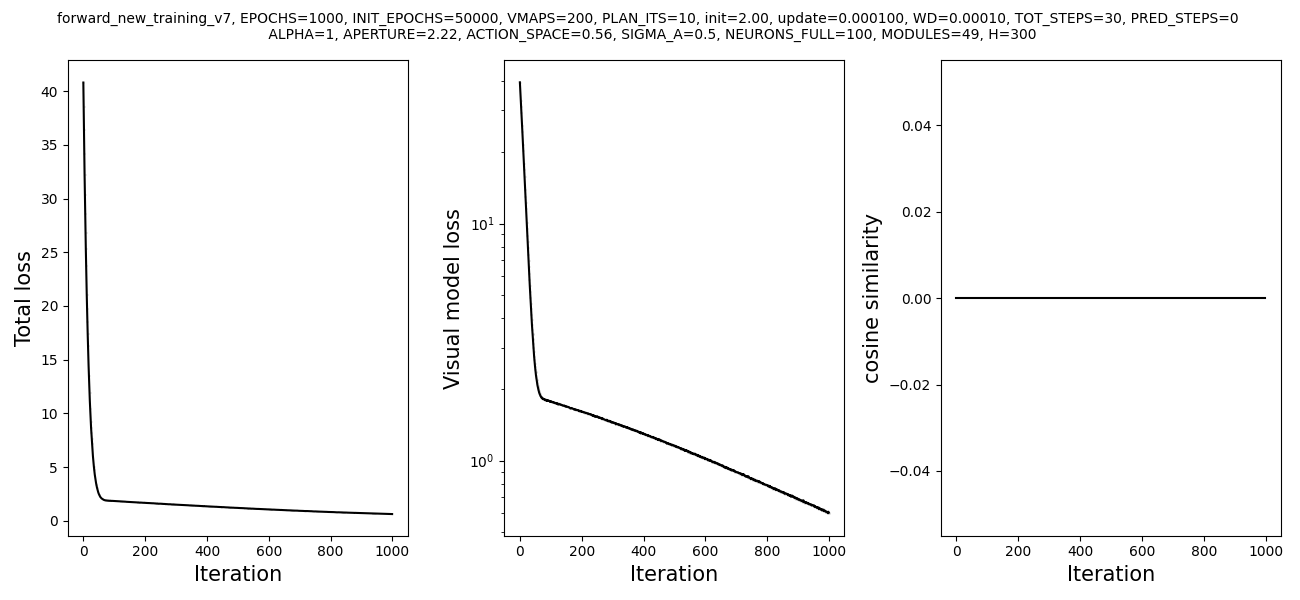 forward_new_training_v7, EPOCHS=1000, INIT_EPOCHS=50000, VMAPS=200, PLAN_ITS=10, init=2.00, update=0.000100, WD=0.00010, TOT_STEPS=30, PRED_STEPS=0
ALPHA=1, APERTURE=2.22, ACTION_SPACE=0.56, SIGMA_A=0.5, NEURONS_FULL=100, MODULES=49, H=300
Total loss
40
35
30
25
20
15
10
5
0
0 200 400 600 800 1000
Iteration
Visual model loss
10¹
10⁰
0 200 400 600 800 1000
Iteration
cosine similarity
0.04
0.02
0.00
−0.02
−0.04
0 200 400 600 800 1000
Iteration